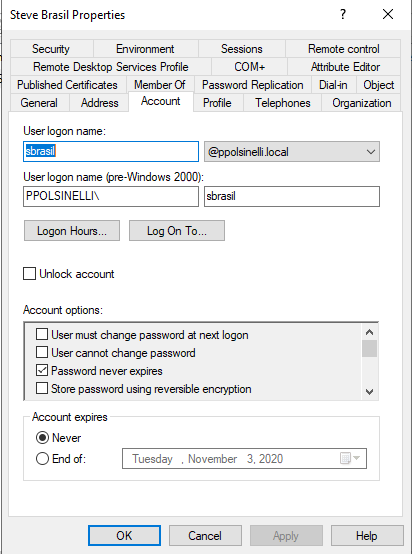 Steve Brasil Properties ? ×
Security Environment Sessions Remote control
Remote Desktop Services Profile COM+ Attribute Editor
Published Certificates Member Of Password Replication Dial-in Object
General Address Account Profile Telephones Organization
User logon name:
sbrasil @ppolsinelli.local
User logon name (pre-Windows 2000):
PPOLSINELLI\ sbrasil
Logon Hours... Log On To...
Unlock account
Account options:
User must change password at next logon
User cannot change password
Password never expires
Store password using reversible encryption
Account expires
Never
End of: Tuesday , November 3, 2020
OK Cancel Apply Help